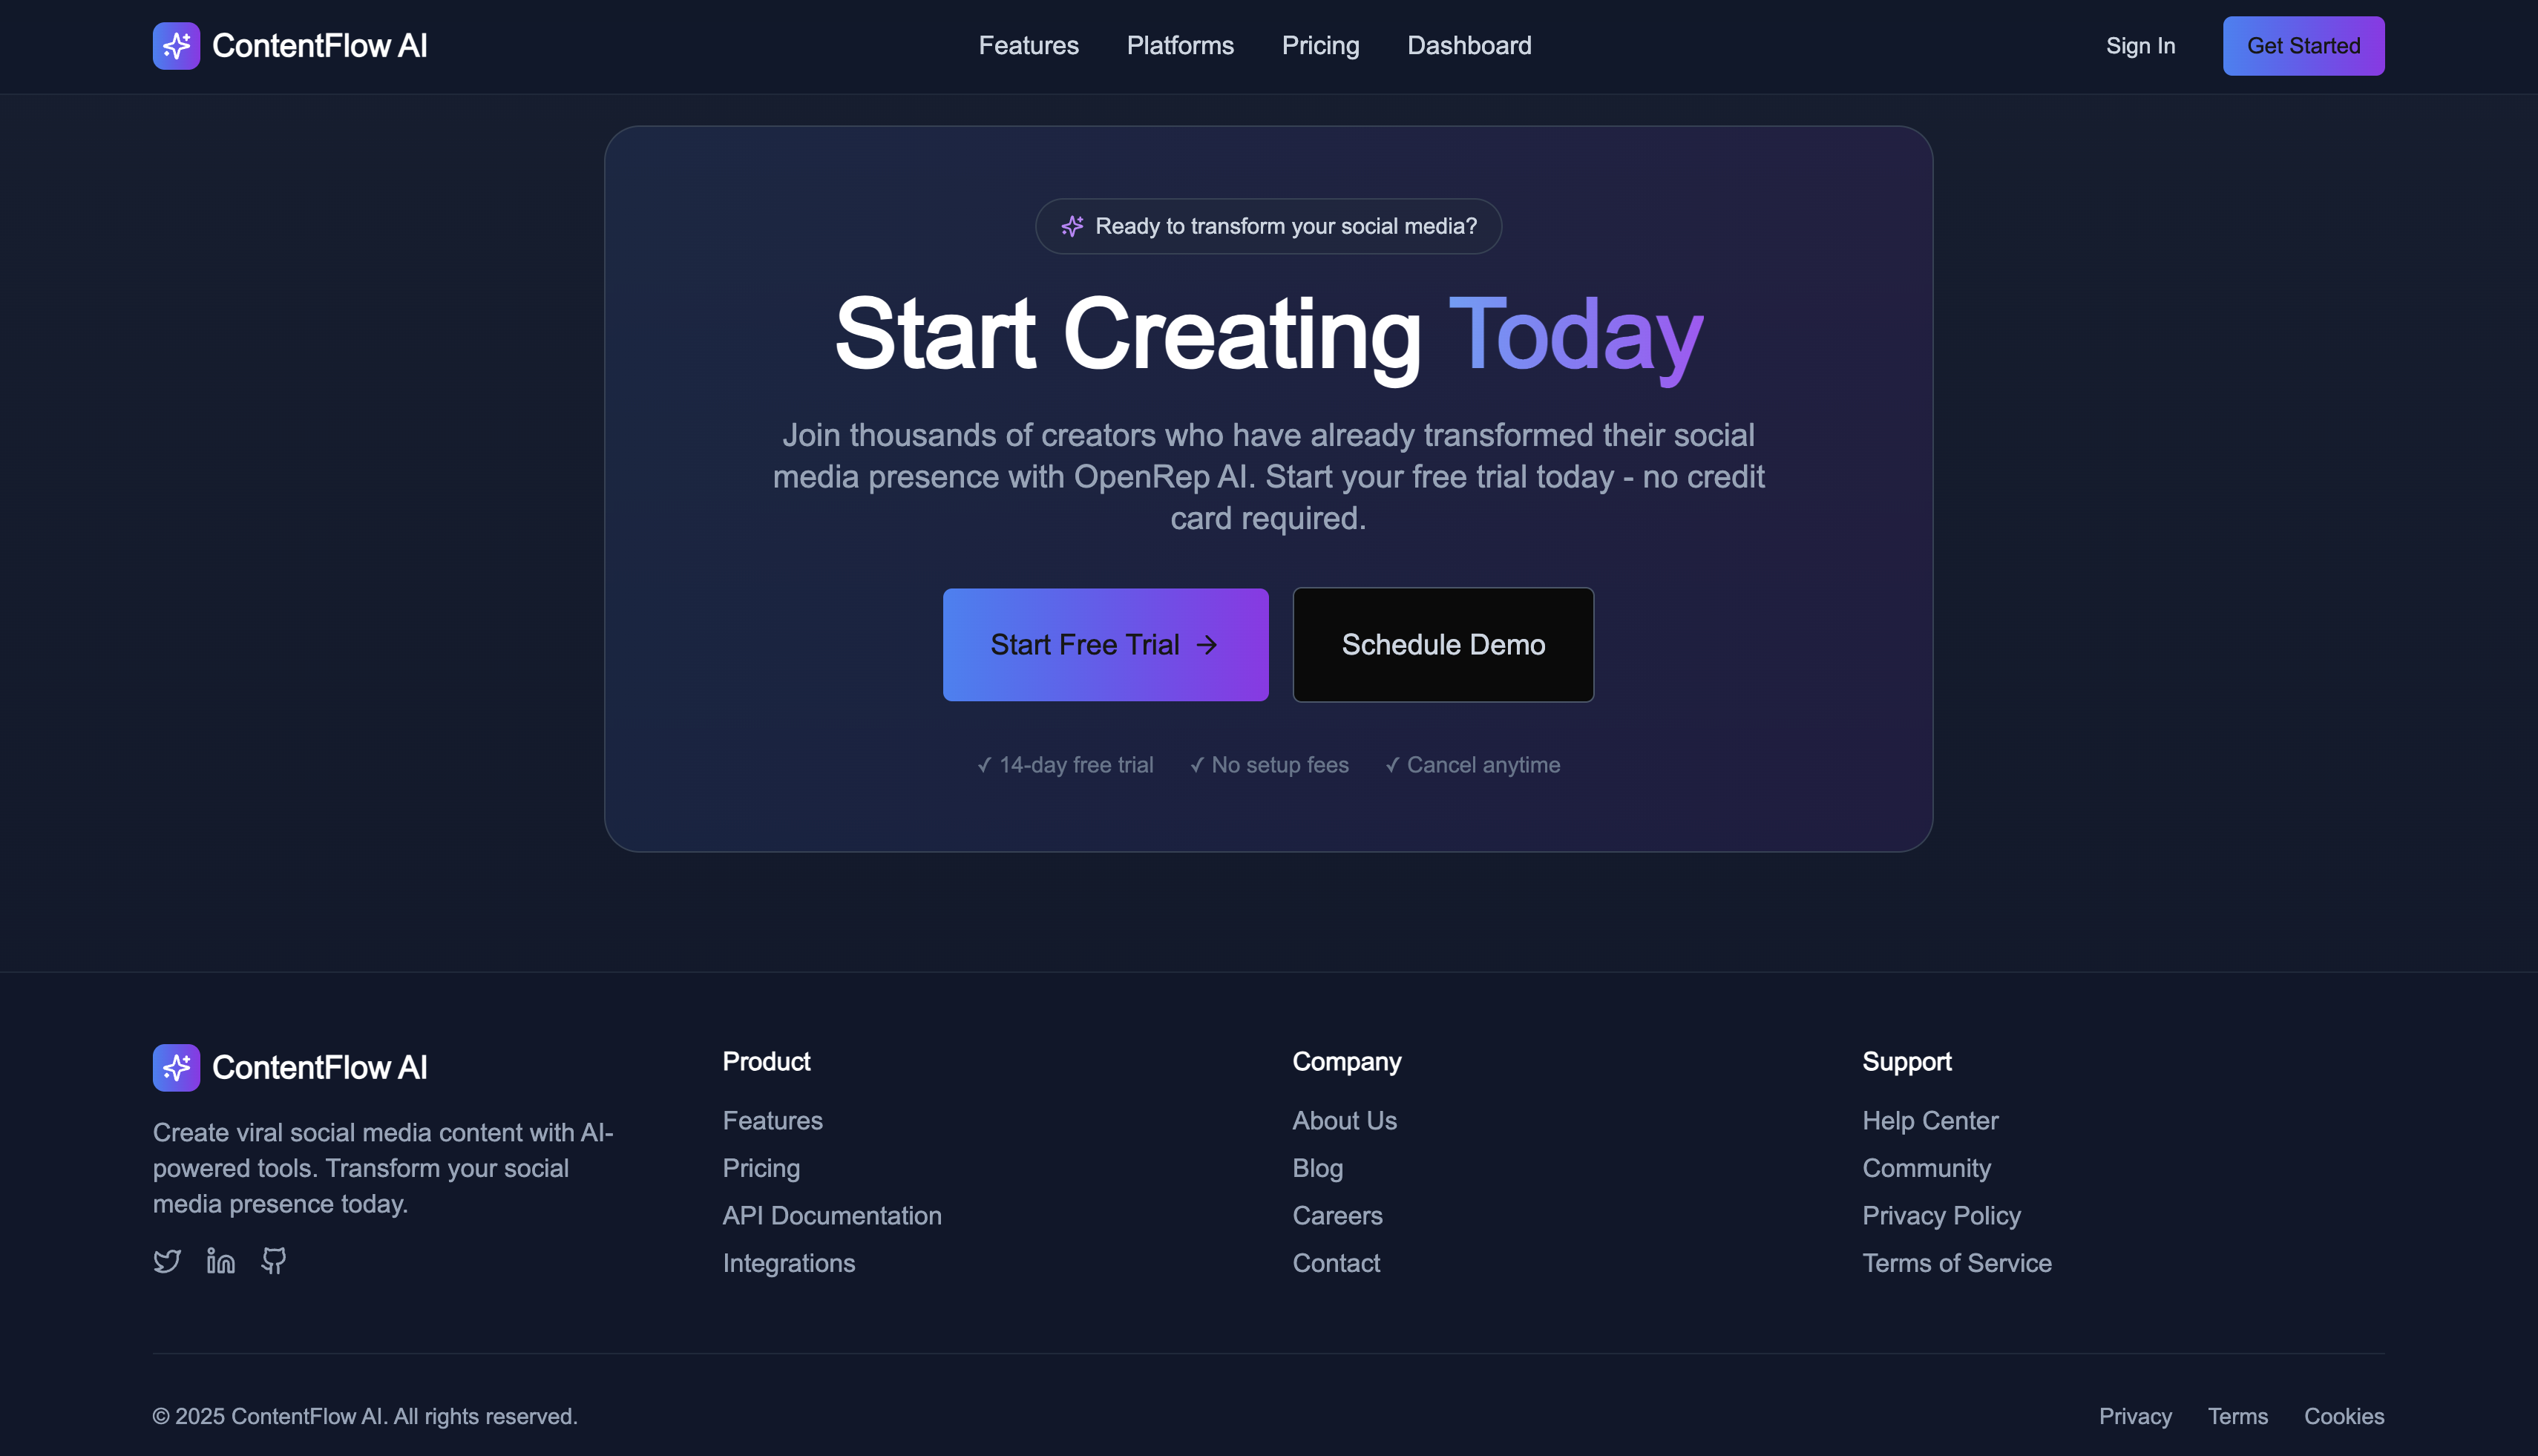 ContentFlow AI
Features
Platforms
Pricing
Dashboard
Sign In
Get Started
Ready to transform your social media?
Start Creating Today
Join thousands of creators who have already transformed their social
media presence with OpenRep AI. Start your free trial today - no credit
card required.
Start Free Trial →
Schedule Demo
✓ 14-day free trial
✓ No setup fees
✓ Cancel anytime
ContentFlow AI
Create viral social media content with AI-
powered tools. Transform your social
media presence today.
Product
Features
Pricing
API Documentation
Integrations
Company
About Us
Blog
Careers
Contact
Support
Help Center
Community
Privacy Policy
Terms of Service
© 2025 ContentFlow AI. All rights reserved.
Privacy
Terms
Cookies